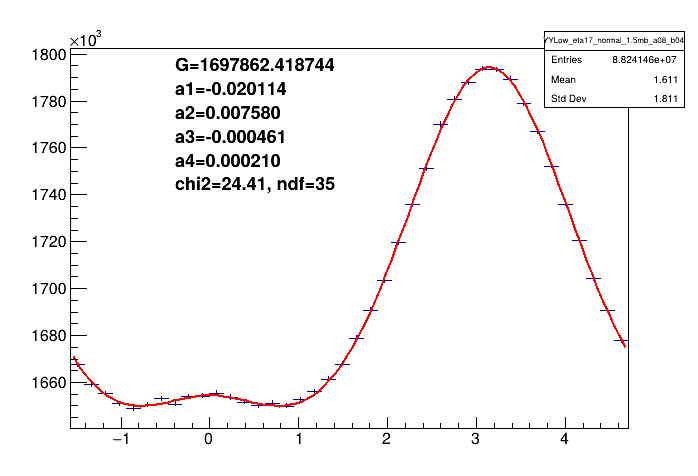 ×10³
YYLow_eta17_normal_1.5mb_a08_b04
Entries 8.824146e+07
Mean 1.611
Std Dev 1.811
G=1697862.418744
a1=-0.020114
a2=0.007580
a3=-0.000461
a4=0.000210
chi2=24.41, ndf=35
1800
1780
1760
1740
1720
1700
1680
1660
−1 0 1 2 3 4